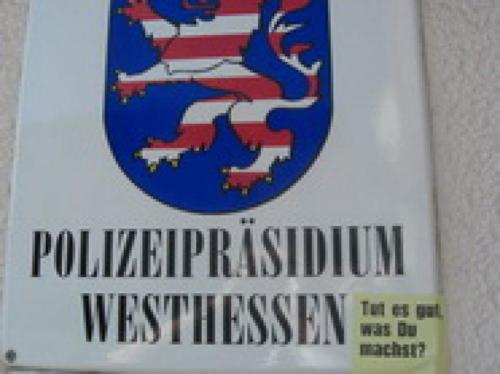 POLIZEIPRÄSIDIUM
WESTHESSEN
Tut es gut,
was Du
machst?